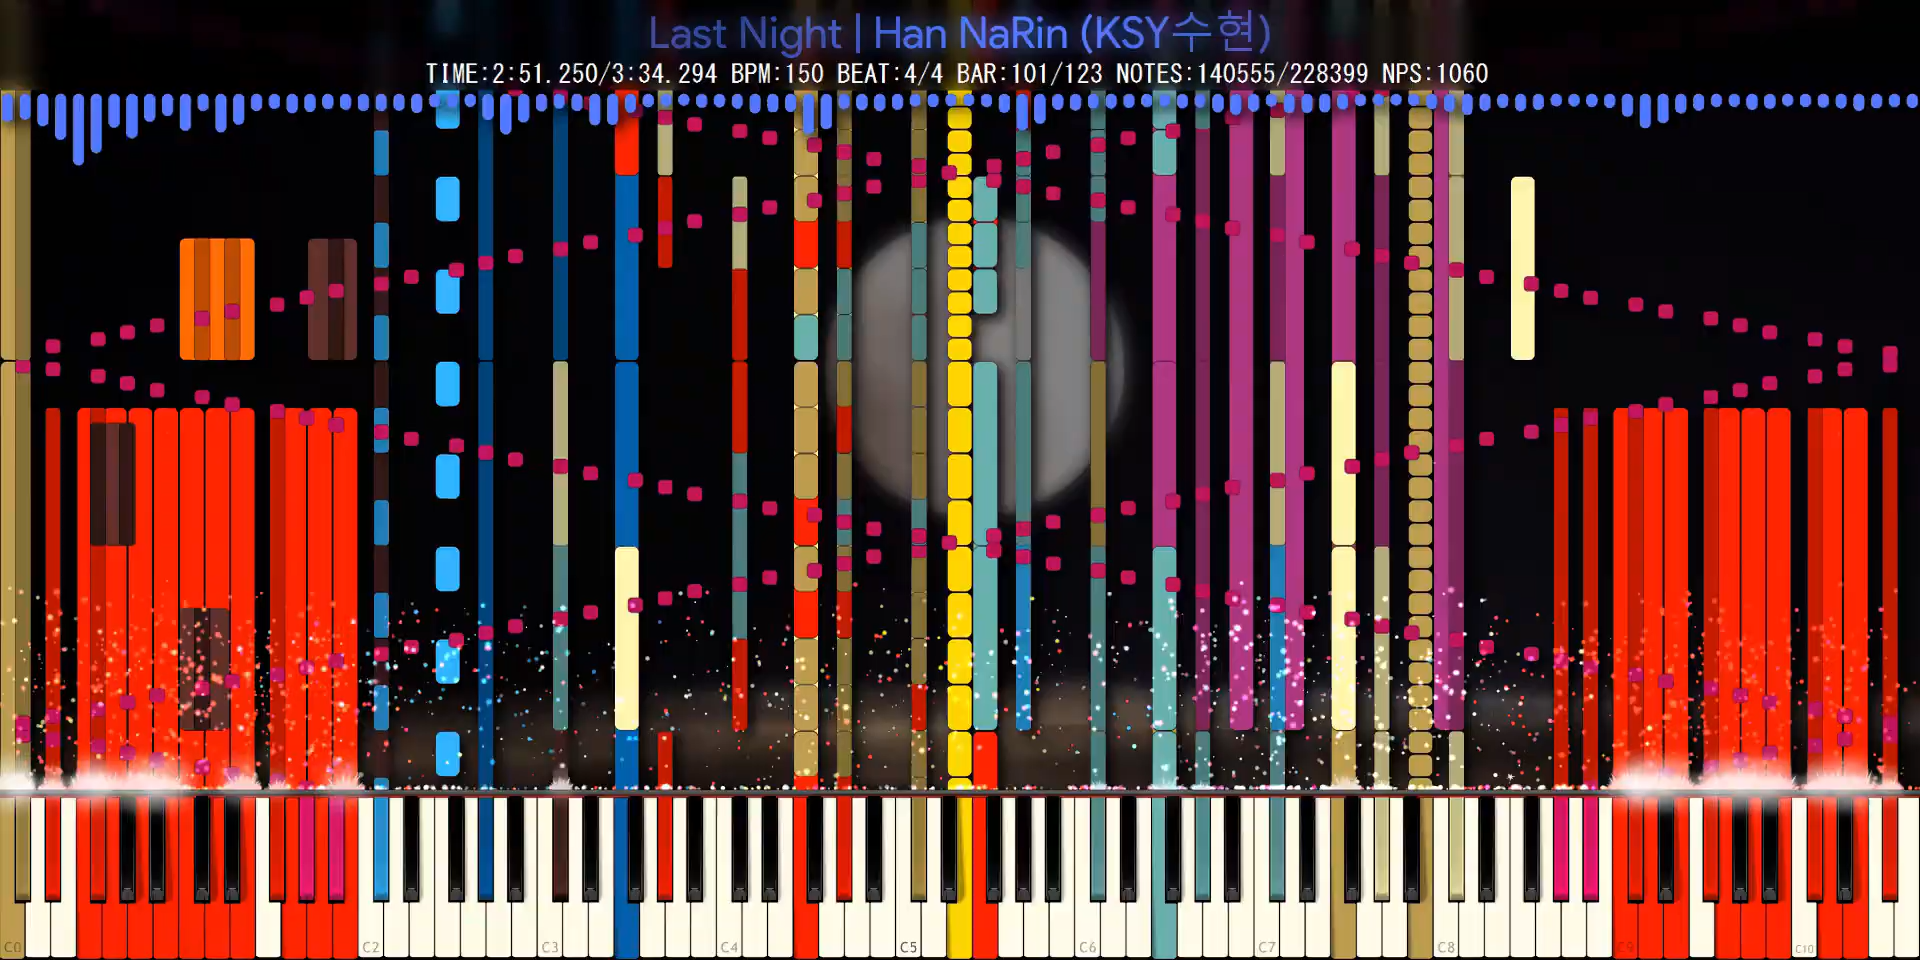 Last Night | Han NaRin (KSY수현)
TIME:2:51.250/3:34.294 BPM:150 BEAT:4/4 BAR:101/123 NOTES:140555/228399 NPS:1060
C0 C2 C3 C4 C5 C6 C7 C8 C9 C10